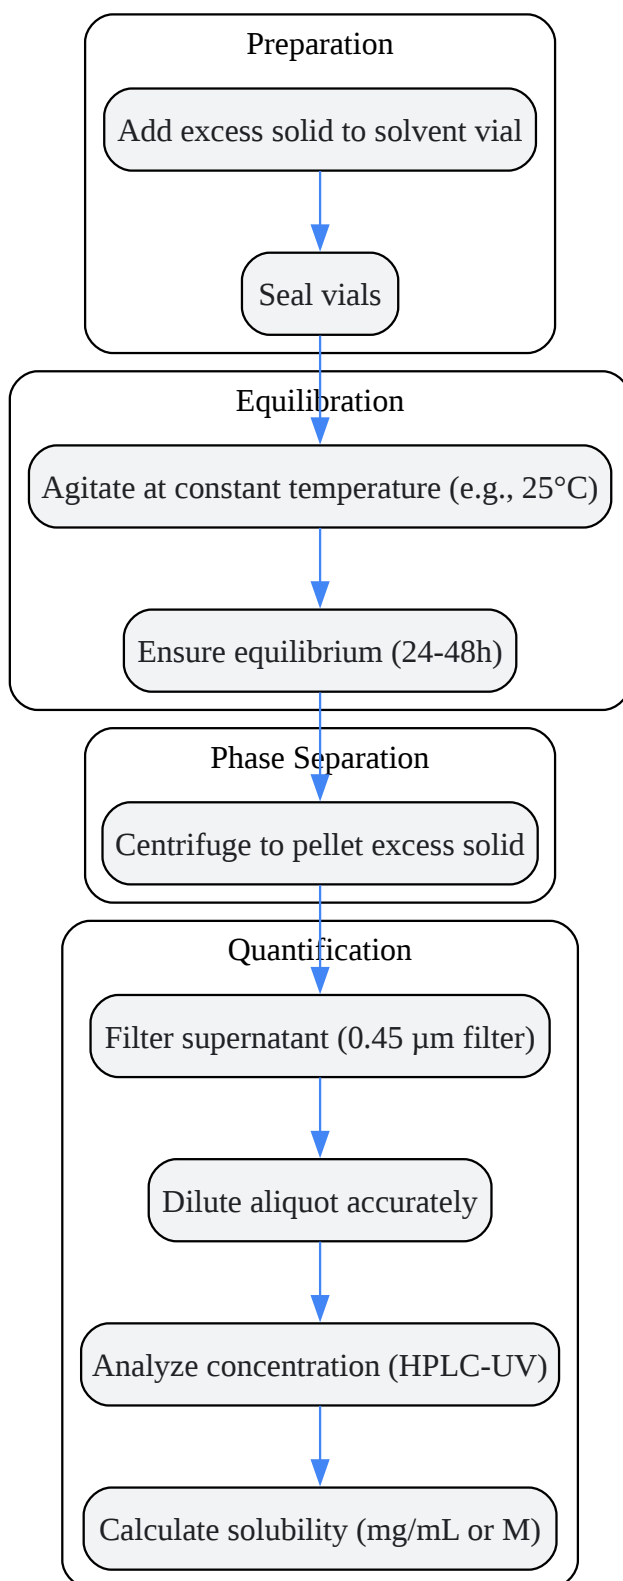 Preparation
Add excess solid to solvent vial
Seal vials
Equilibration
Agitate at constant temperature (e.g., 25°C)
Ensure equilibrium (24-48h)
Phase Separation
Centrifuge to pellet excess solid
Quantification
Filter supernatant (0.45 µm filter)
Dilute aliquot accurately
Analyze concentration (HPLC-UV)
Calculate solubility (mg/mL or M)